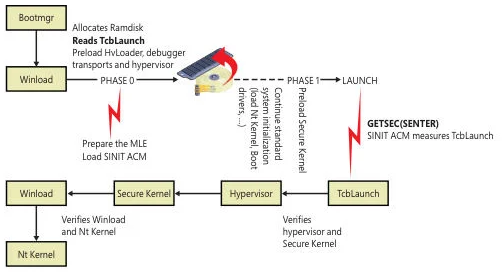 Bootmgr
Allocates Ramdisk
Reads TcbLaunch
Preload HvLoader, debugger
transports and hypervisor
Winload
PHASE 0
PHASE 1
LAUNCH
Prepare the MLE
Load SINIT ACM
Continue standard
system initialization
(load Nt Kernel, Boot
drivers, ...)
Preload Secure Kernel
GETSEC(SENTER)
SINIT ACM measures TcbLaunch
Winload
Secure Kernel
Hypervisor
TcbLaunch
Verifies Winload
and Nt Kernel
Verifies
hypervisor and
Secure Kernel
Nt Kernel